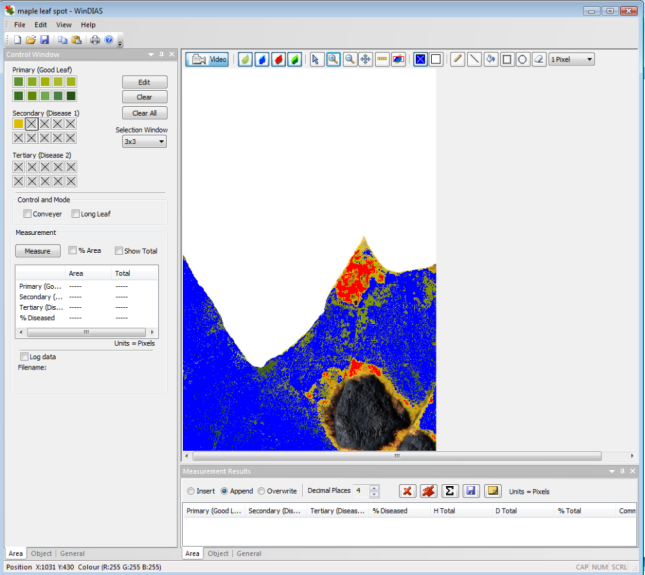 maple leaf spot - WinDIAS
File Edit View Help
Control Window
Video
1 Pixel
Primary (Good Leaf)
Edit
Clear
Secondary (Disease 1)
Clear All
Selection Window
3x3
Tertiary (Disease 2)
Control and Mode
Conveyer Long Leaf
Measurement
Measure % Area Show Total
Area Total
Primary (Go... ----- -----
Secondary (... ----- -----
Tertiary (Dis... ----- -----
% Diseased ----- -----
Units = Pixels
Log data
Filename:
Measurement Results
Insert Append Overwrite Decimal Places 4 Units = Pixels
Primary (Good L... Secondary (Dis... Tertiary (Diseas... % Diseased H Total D Total % Total Comm
Area Object General
Area Object General
Position X:1031 Y:430 Colour (R:255 G:255 B:255)
CAP NUM SCRL